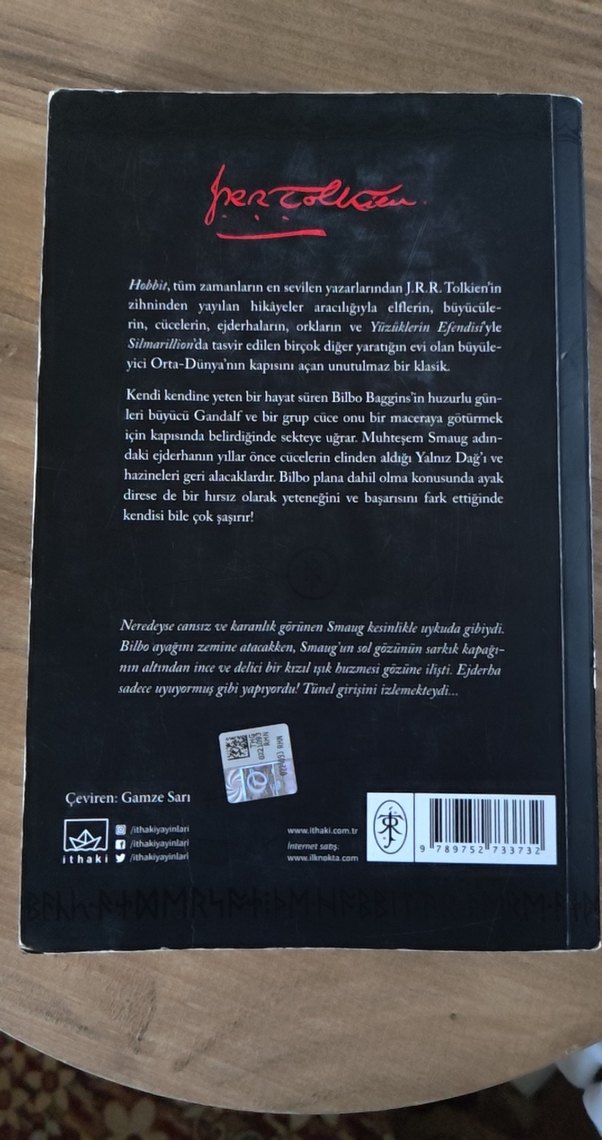 J.R.R. Tolkien
Hobbit, tüm zamanların en sevilen yazarlarından J.R.R. Tolkien'in
zihninden yayılan hikâyeler aracılığıyla elflerin, büyücüle-
rin, cücelerin, ejderhaların, orkların ve Yüzüklerin Efendisi'yle
Silmarillion'da tasvir edilen birçok diğer yaratığın evi olan büyüle-
yici Orta-Dünya'nın kapısını açan unutulmaz bir klasik.
Kendi kendine yeten bir hayat süren Bilbo Baggins'in huzurlu gün-
leri büyücü Gandalf ve bir grup cüce onu bir maceraya götürmek
için kapısında belirdiğinde sekteye uğrar. Muhteşem Smaug adın-
daki ejderhanın yıllar önce cücelerin elinden aldığı Yalnız Dağ'ı ve
hazineleri geri alacaklardır. Bilbo plana dahil olma konusunda ayak
direse de bir hırsız olarak yeteneğini ve başarısını fark ettiğinde
kendisi bile çok şaşırır!
Neredeyse cansız ve karanlık görünen Smaug kesinlikle uykuda gibiydi.
Bilbo ayağını zemine atacakken, Smaug'un sol gözünün sarkık kapağı-
nın altından ince ve delici bir kızıl ışık huzmesi gözüne ilişti. Ejderha
sadece uyuyormuş gibi yapıyordu! Tünel girişini izlemekteydi...
Çeviren: Gamze Sarı
ithaki
/ithakiyayinlari
/ithakiyayinlari
/ithakiyayinlari
www.ithaki.com.tr
İnternet satış:
www.ilknokta.com
9 789752 733732